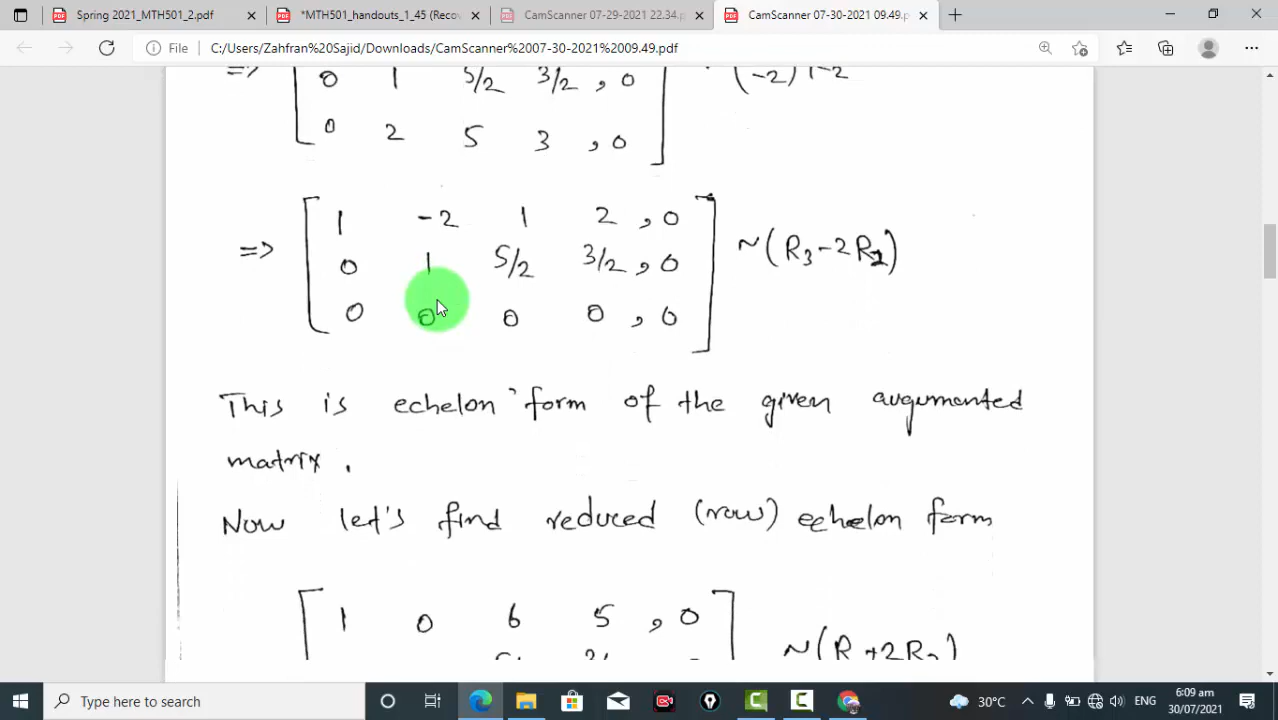 Spring 2021_MTH501_2.pdf
*MTH501_handouts_1_45 (Recov
CamScanner 07-29-2021 22.34.p
CamScanner 07-30-2021 09.49.p
File
C:/Users/Zahfran%20Sajid/Downloads/CamScanner%2007-30-2021%2009.49.pdf
=> 0 1 5/2 3/2 , 0
0 2 5 3 , 0
1 -2 1 2 , 0
=> 0 1 5/2 3/2 , 0 ~(R3-2R2)
0 0 0 0 , 0
This is echelon form of the given augumented
matrix.
Now let's find reduced (row) echelon form
1 0 6 5 , 0
Type here to search
30°C
ENG
6:09 am
30/07/2021